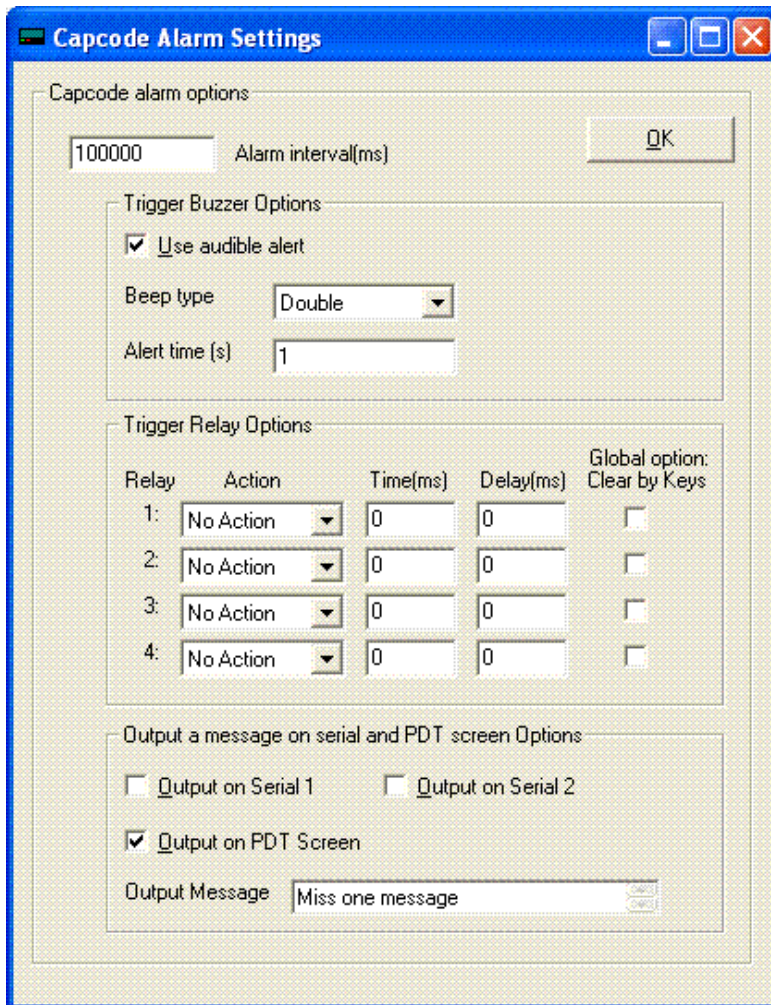 Capcode Alarm Settings
Capcode alarm options
100000 Alarm interval(ms) OK
Trigger Buzzer Options
Use audible alert
Beep type Double
Alert time (s) 1
Trigger Relay Options
Global option:
Relay Action Time(ms) Delay(ms) Clear by Keys
1: No Action 0 0
2: No Action 0 0
3: No Action 0 0
4: No Action 0 0
Output a message on serial and PDT screen Options
Output on Serial 1 Output on Serial 2
Output on PDT Screen
Output Message Miss one message